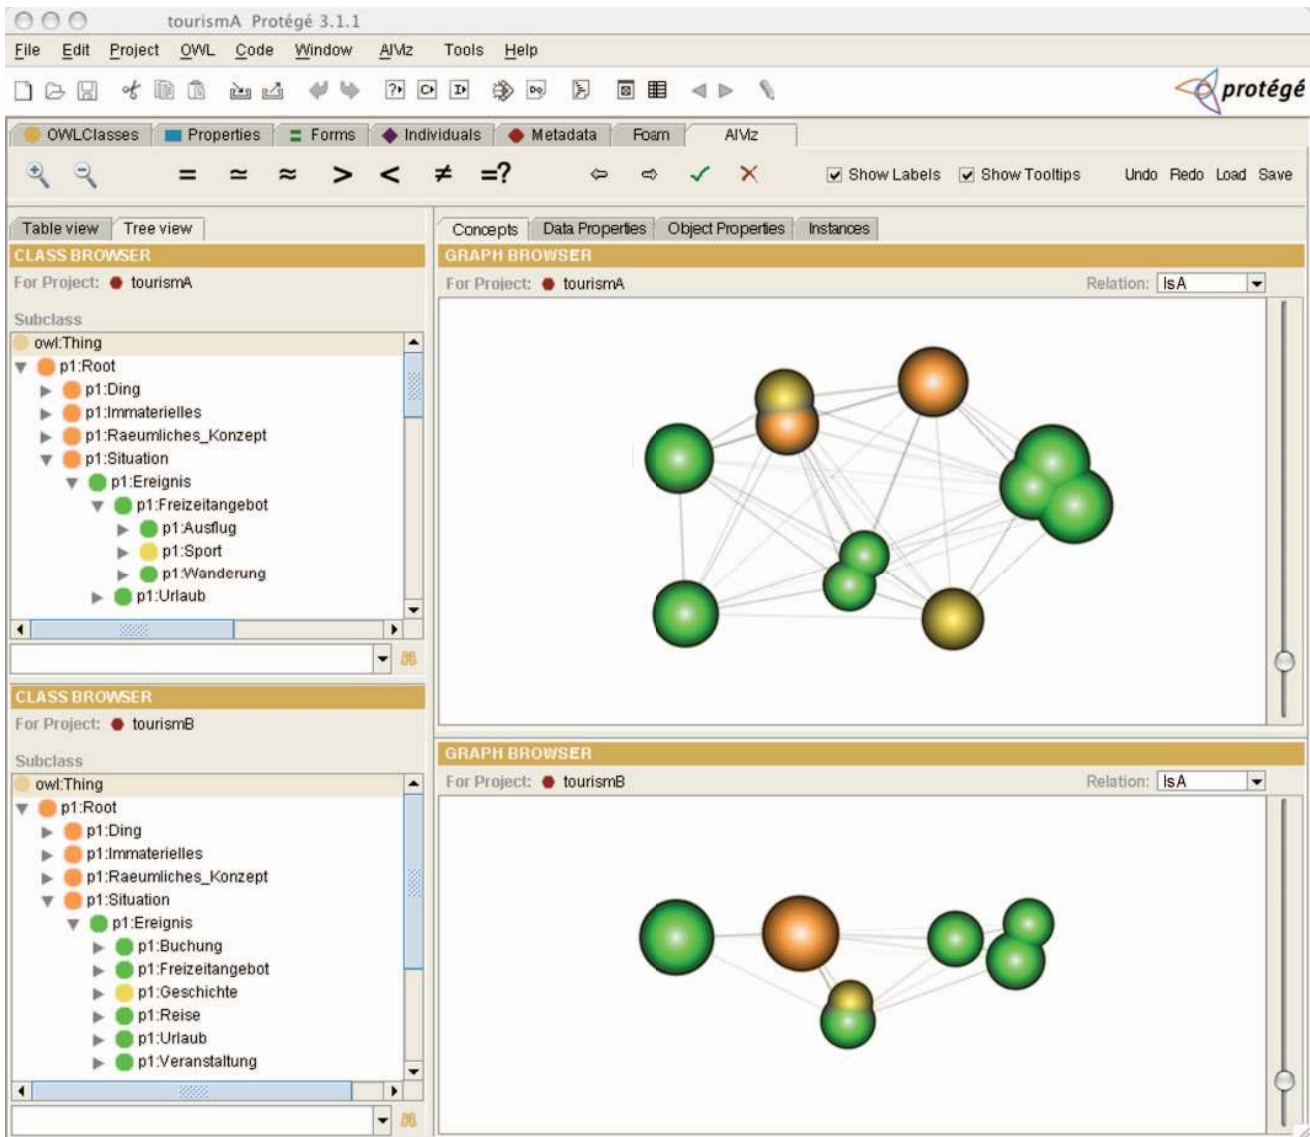 tourismA Protégé 3.1.1
File Edit Project OWL Code Window AlViz Tools Help
protégé
OWLClasses Properties Forms Individuals Metadata Foam AlViz
= ≃ ≈ > < ≠ =? Show Labels Show Tooltips Undo Redo Load Save
Table view Tree view
Concepts Data Properties Object Properties Instances
CLASS BROWSER
For Project: tourismA
Subclass
owl:Thing
p1:Root
p1:Ding
p1:Immaterielles
p1:Raeumliches_Konzept
p1:Situation
p1:Ereignis
p1:Freizeitangebot
p1:Ausflug
p1:Sport
p1:Wanderung
p1:Urlaub
GRAPH BROWSER
For Project: tourismA Relation: IsA
CLASS BROWSER
For Project: tourismB
Subclass
owl:Thing
p1:Root
p1:Ding
p1:Immaterielles
p1:Raeumliches_Konzept
p1:Situation
p1:Ereignis
p1:Buchung
p1:Freizeitangebot
p1:Geschichte
p1:Reise
p1:Urlaub
p1:Veranstaltung
GRAPH BROWSER
For Project: tourismB Relation: IsA